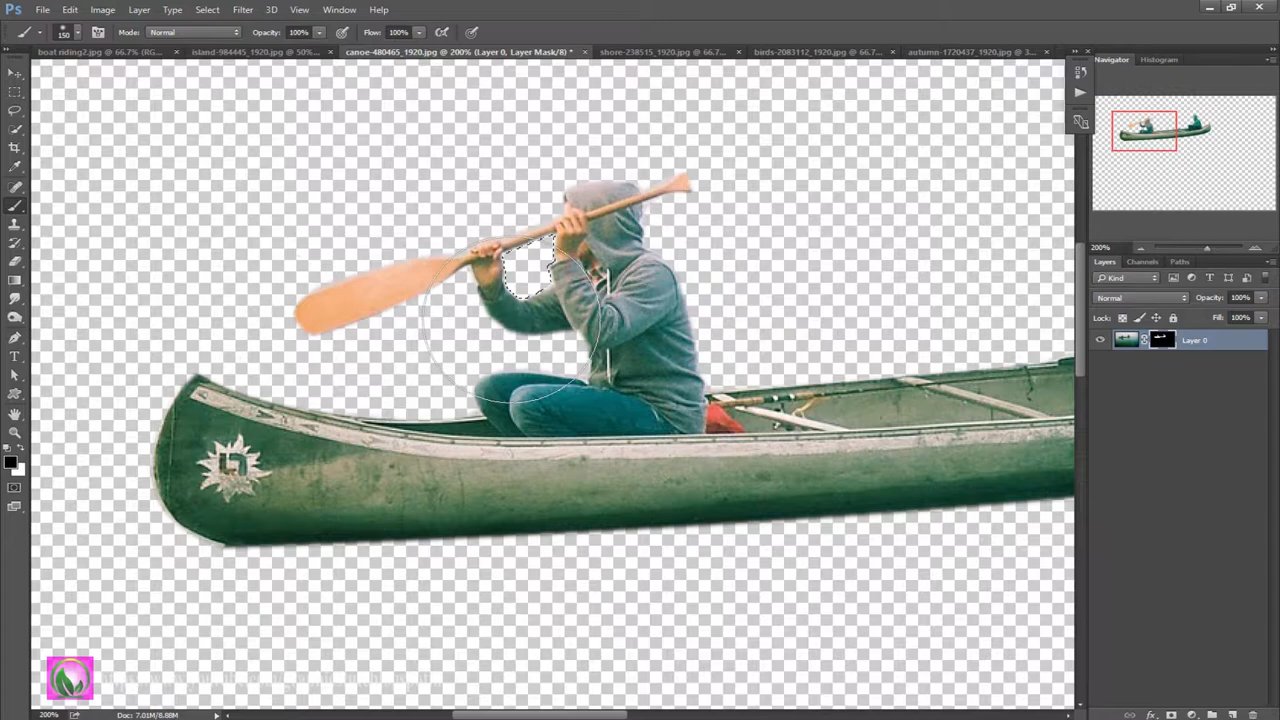 Ps File Edit Image Layer Type Select Filter 3D View Window Help
150 Mode: Normal Opacity: 100% Flow: 100%
boat riding2.jpg @ 66.7% (RG... × island-984445_1920.jpg @ 50%... × canoe-480465_1920.jpg @ 200% (Layer 0, Layer Mask/8) * × shore-238515_1920.jpg @ 66.7... × birds-2083112_1920.jpg @ 66.7... × autumn-1720437_1920.jpg @ 3... ×
Navigator Histogram
200%
Layers Channels Paths
Kind
Normal Opacity: 100%
Lock: Fill: 100%
Layer 0
200% Doc: 7.01M/8.88M